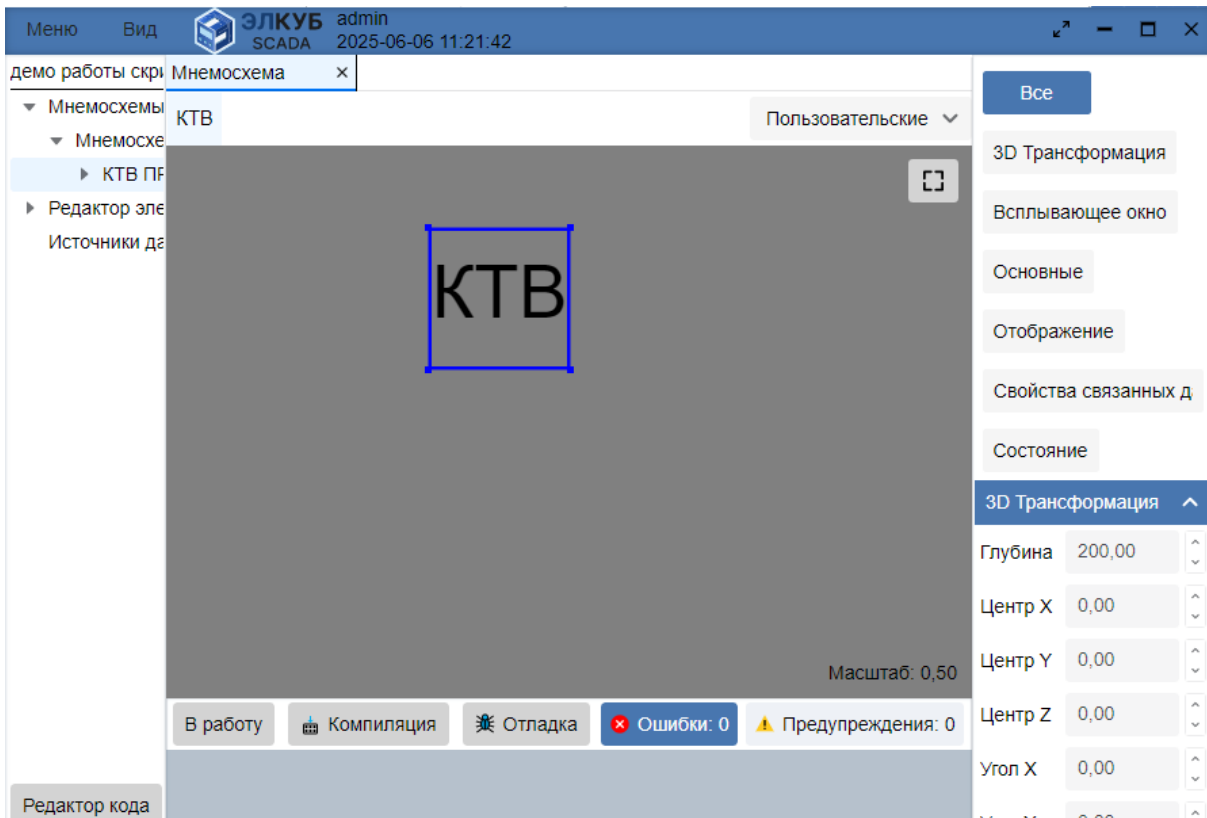 Меню Вид ЭЛКУБ SCADA admin
2025-06-06 11:21:42
демо работы скри
Мнемосхемы
Мнемосхе
КТВ ПР
Редактор эле
Источники да
Редактор кода
Мнемосхема
КТВ Пользовательские
КТВ
Масштаб: 0,50
В работу Компиляция Отладка Ошибки: 0 Предупреждения: 0
Все
3D Трансформация
Всплывающее окно
Основные
Отображение
Свойства связанных д
Состояние
3D Трансформация
Глубина 200,00
Центр X 0,00
Центр Y 0,00
Центр Z 0,00
Угол X 0,00